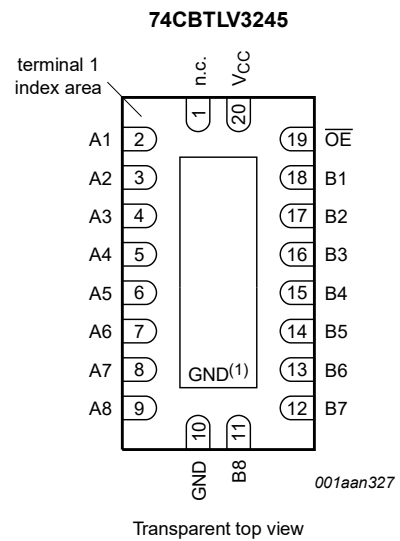 74CBTLV3245
terminal 1
index area
n.c.
VCC
1
20
A1 2
19 OE
A2 3
18 B1
A3 4
17 B2
A4 5
16 B3
A5 6
15 B4
A6 7
14 B5
A7 8
13 B6
GND(1)
A8 9
12 B7
10
11
GND
B8
001aan327
Transparent top view